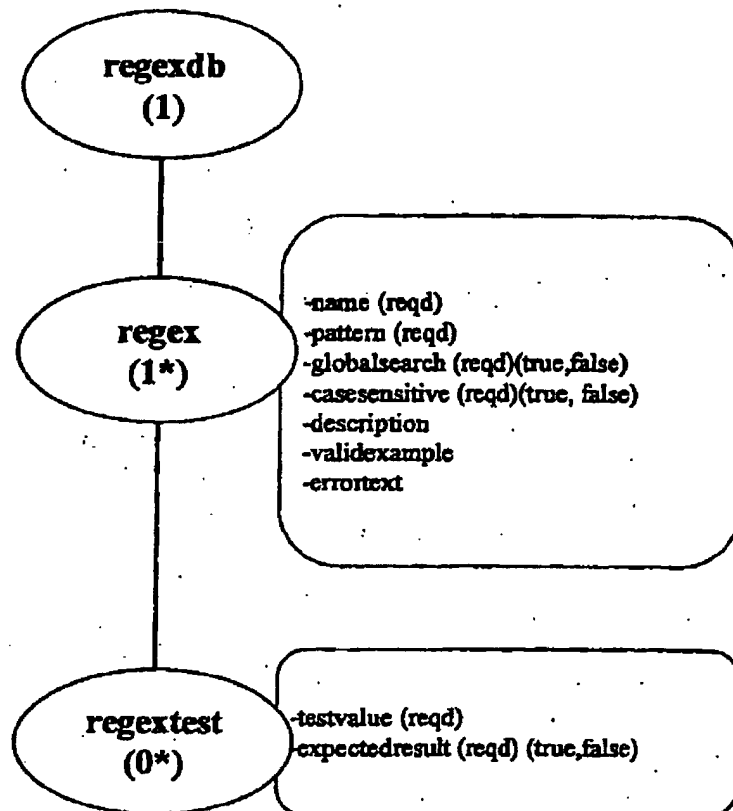 regexdb
(1)
regex
(1*)
-name (reqd)
-pattern (reqd)
-globalsearch (reqd)(true,false)
-casesensitive (reqd)(true, false)
-description
-validexample
-errortext
regextest
(0*)
-testvalue (reqd)
-expectedresult (reqd) (true,false)